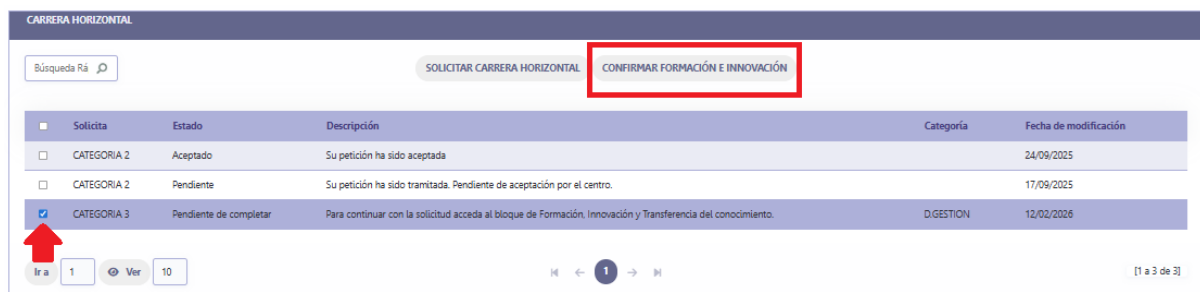 CARRERA HORIZONTAL
Búsqueda Rá SOLICITAR CARRERA HORIZONTAL CONFIRMAR FORMACIÓN E INNOVACIÓN
Solicita Estado Descripción Categoría Fecha de modificación
CATEGORIA 2 Aceptado Su petición ha sido aceptada 24/09/2025
CATEGORIA 2 Pendiente Su petición ha sido tramitada. Pendiente de aceptación por el centro. 17/09/2025
CATEGORIA 3 Pendiente de completar Para continuar con la solicitud acceda al bloque de Formación, Innovación y Transferencia del conocimiento. D.GESTION 12/02/2026
Ir a 1 Ver 10 1 [1 a 3 de 3]